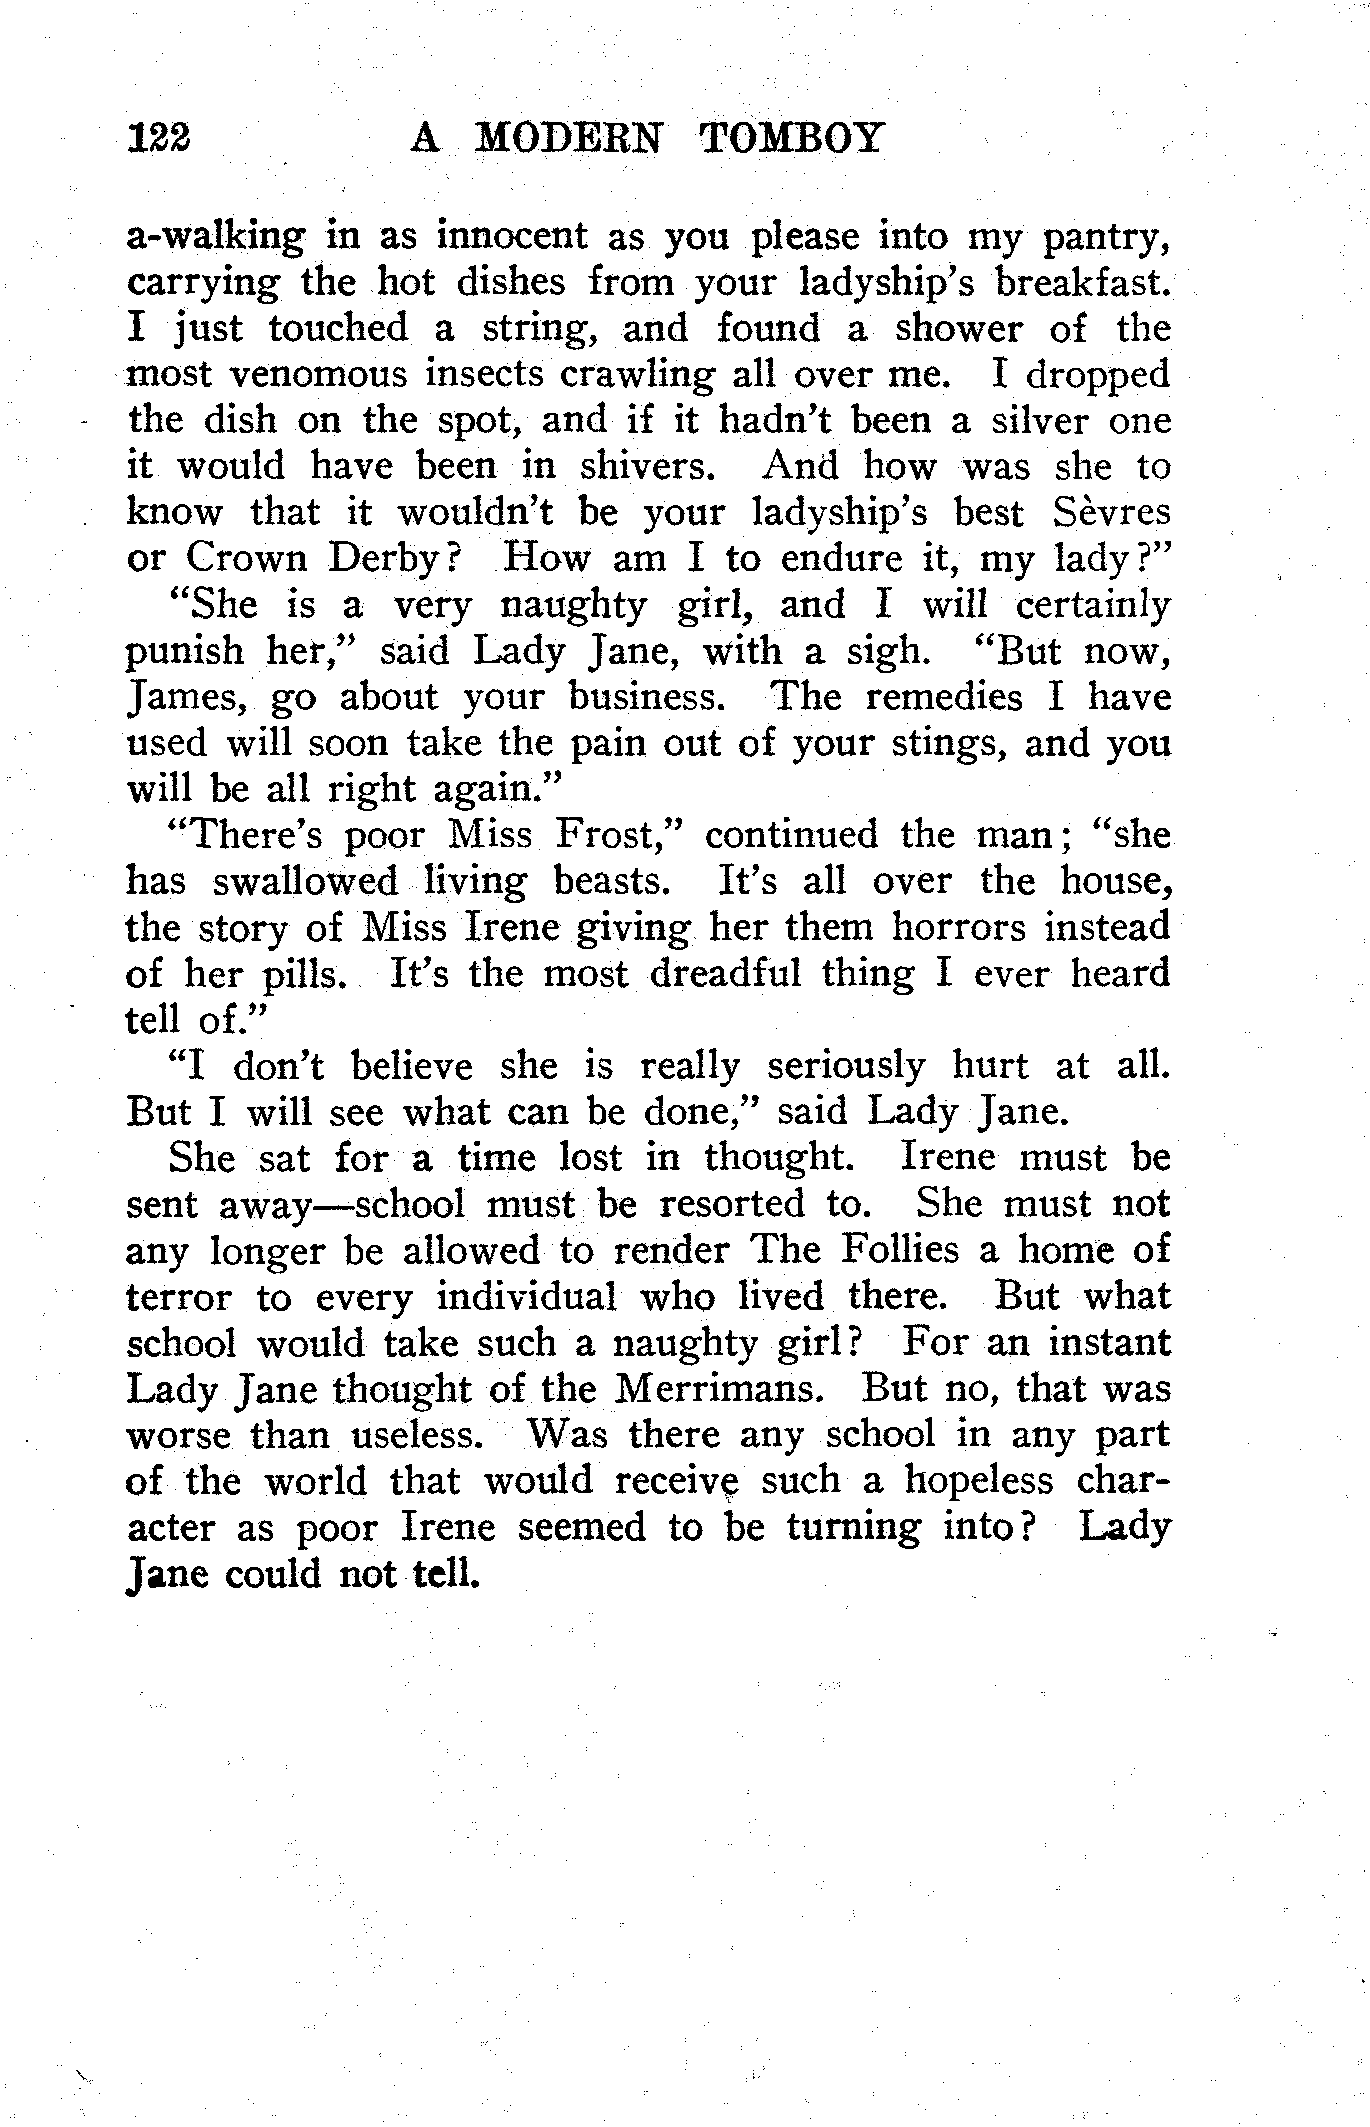 122 A MODERN TOMBOY
a-walking in as innocent as you please into my pantry,
carrying the hot dishes from your ladyship's breakfast.
I just touched a string, and found a shower of the
most venomous insects crawling all over me. I dropped
the dish on the spot, and if it hadn't been a silver one
it would have been in shivers. And how was she to
know that it wouldn't be your ladyship's best Sèvres
or Crown Derby? How am I to endure it, my lady?"
"She is a very naughty girl, and I will certainly
punish her," said Lady Jane, with a sigh. "But now,
James, go about your business. The remedies I have
used will soon take the pain out of your stings, and you
will be all right again."
"There's poor Miss Frost," continued the man; "she
has swallowed living beasts. It's all over the house,
the story of Miss Irene giving her them horrors instead
of her pills. It's the most dreadful thing I ever heard
tell of."
"I don't believe she is really seriously hurt at all.
But I will see what can be done," said Lady Jane.
She sat for a time lost in thought. Irene must be
sent away—school must be resorted to. She must not
any longer be allowed to render The Follies a home of
terror to every individual who lived there. But what
school would take such a naughty girl? For an instant
Lady Jane thought of the Merrimans. But no, that was
worse than useless. Was there any school in any part
of the world that would receive such a hopeless char-
acter as poor Irene seemed to be turning into? Lady
Jane could not tell.